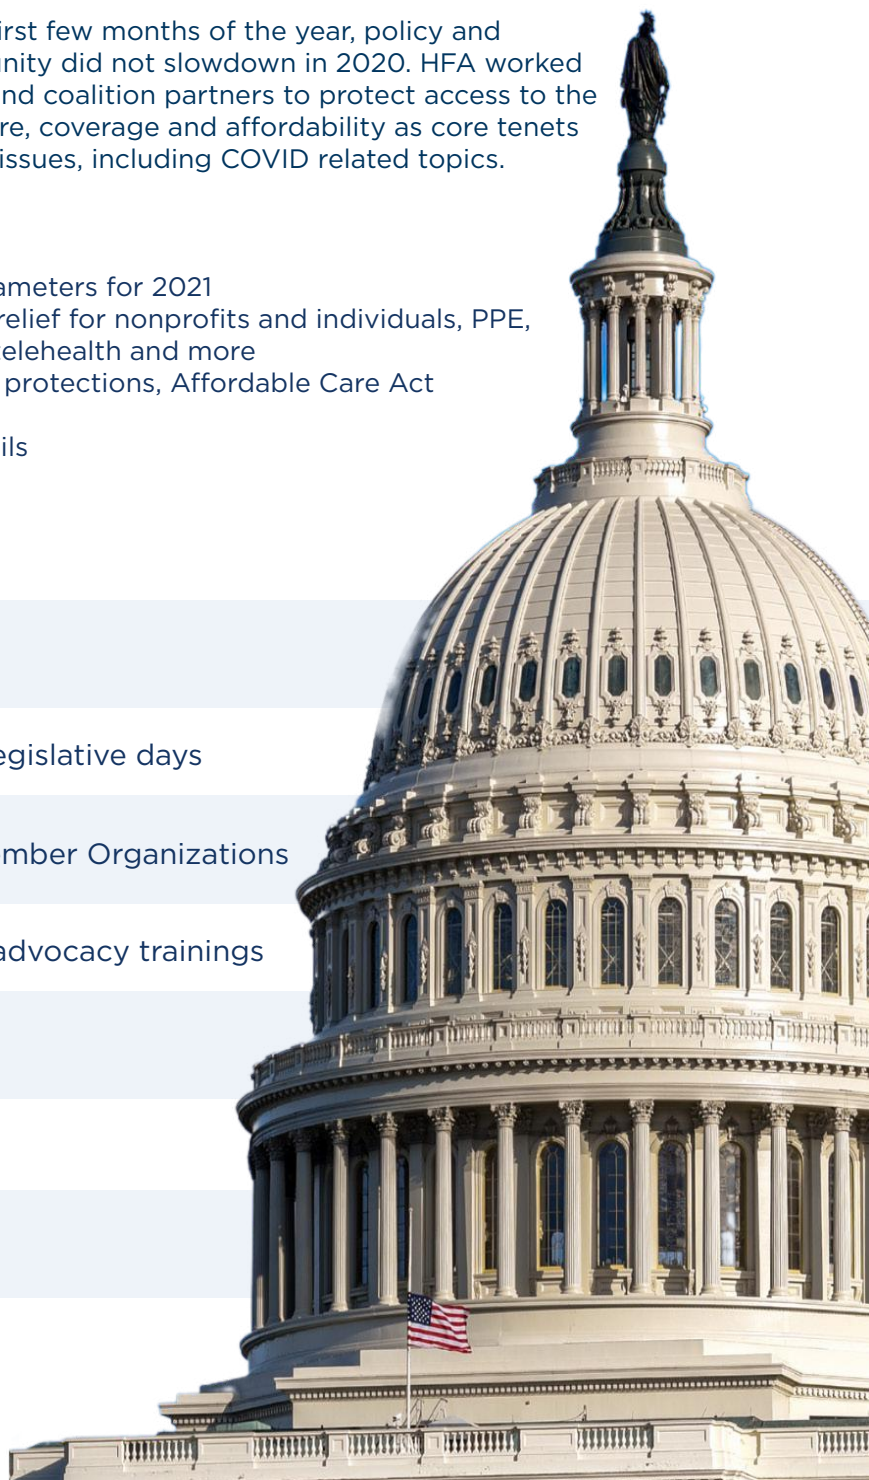 irst few months of the year, policy and
nity did not slowdown in 2020. HFA worked
nd coalition partners to protect access to the
re, coverage and affordability as core tenets
issues, including COVID related topics.
ameters for 2021
relief for nonprofits and individuals, PPE,
telehealth and more
protections, Affordable Care Act
ils
egislative days
mber Organizations
advocacy trainings